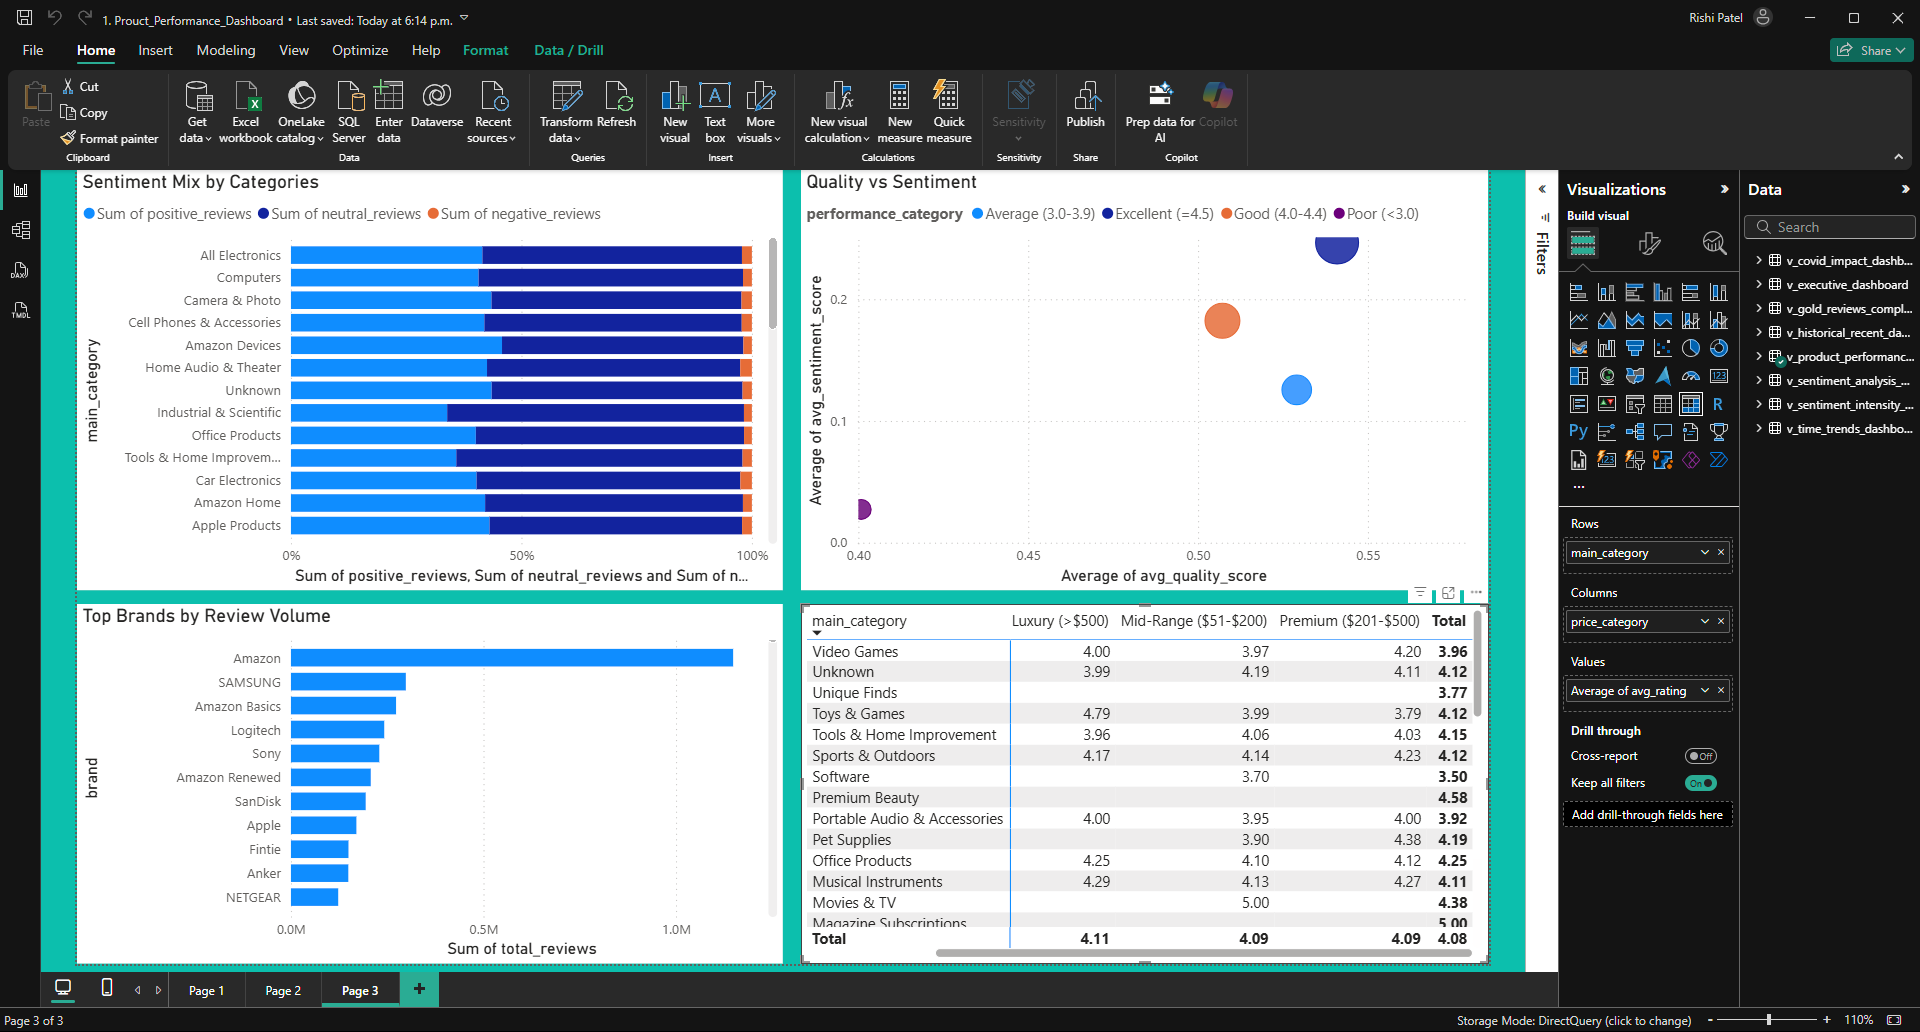 1. Prouct_Performance_Dashboard • Last saved: Today at 6:14 p.m.
Rishi Patel
File Home Insert Modeling View Optimize Help Format Data / Drill
Share
Paste
Cut
Copy
Format painter
Clipboard
Get data
Excel workbook
OneLake catalog
SQL Server
Enter data
Dataverse
Recent sources
Data
Transform data
Refresh
Queries
New visual
Text box
More visuals
Insert
New visual calculation
New measure
Quick measure
Calculations
Sensitivity
Sensitivity
Publish
Share
Prep data for AI
Copilot
Copilot
DAX
TMDL
Sentiment Mix by Categories
Sum of positive_reviews Sum of neutral_reviews Sum of negative_reviews
main_category
All Electronics
Computers
Camera & Photo
Cell Phones & Accessories
Amazon Devices
Home Audio & Theater
Unknown
Industrial & Scientific
Office Products
Tools & Home Improvem...
Car Electronics
Amazon Home
Apple Products
0% 50% 100%
Sum of positive_reviews, Sum of neutral_reviews and Sum of n...
Quality vs Sentiment
performance_category Average (3.0-3.9) Excellent (=4.5) Good (4.0-4.4) Poor (<3.0)
Average of avg_sentiment_score
0.2
0.1
0.0
0.40 0.45 0.50 0.55
Average of avg_quality_score
Top Brands by Review Volume
brand
Amazon
SAMSUNG
Amazon Basics
Logitech
Sony
Amazon Renewed
SanDisk
Apple
Fintie
Anker
NETGEAR
0.0M 0.5M 1.0M
Sum of total_reviews
main_category Luxury (>$500) Mid-Range ($51-$200) Premium ($201-$500) Total
Video Games 4.00 3.97 4.20 3.96
Unknown 3.99 4.19 4.11 4.12
Unique Finds 3.77
Toys & Games 4.79 3.99 3.79 4.12
Tools & Home Improvement 3.96 4.06 4.03 4.15
Sports & Outdoors 4.17 4.14 4.23 4.12
Software 3.70 3.50
Premium Beauty 4.58
Portable Audio & Accessories 4.00 3.95 4.00 3.92
Pet Supplies 3.90 4.38 4.19
Office Products 4.25 4.10 4.12 4.25
Musical Instruments 4.29 4.13 4.27 4.11
Movies & TV 5.00 4.38
Magazine Subscriptions 5.00
Total 4.11 4.09 4.09 4.08
Filters
Visualizations
Build visual
123
R
Py
123
...
Rows
main_category
Columns
price_category
Values
Average of avg_rating
Drill through
Cross-report Off
Keep all filters On
Add drill-through fields here
Data
Search
v_covid_impact_dashb...
v_executive_dashboard
v_gold_reviews_compl...
v_historical_recent_da...
v_product_performanc...
v_sentiment_analysis_...
v_sentiment_intensity_...
v_time_trends_dashbo...
Page 1 Page 2 Page 3 +
Page 3 of 3
Storage Mode: DirectQuery (click to change)
- + 110%